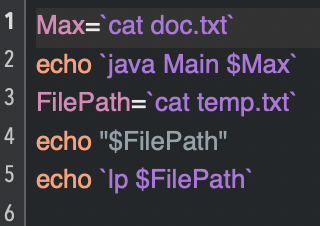 1 Max=`cat doc.txt`
2 echo `java Main $Max`
3 FilePath=`cat temp.txt`
4 echo "$FilePath"
5 echo `lp $FilePath`
6